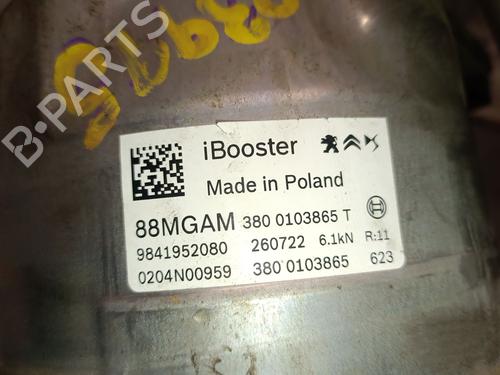 B-PARTS
iBooster
Made in Poland
88MGAM 380 0103865 T
9841952080 260722 6.1kN R:11
0204N00959 380 0103865 623